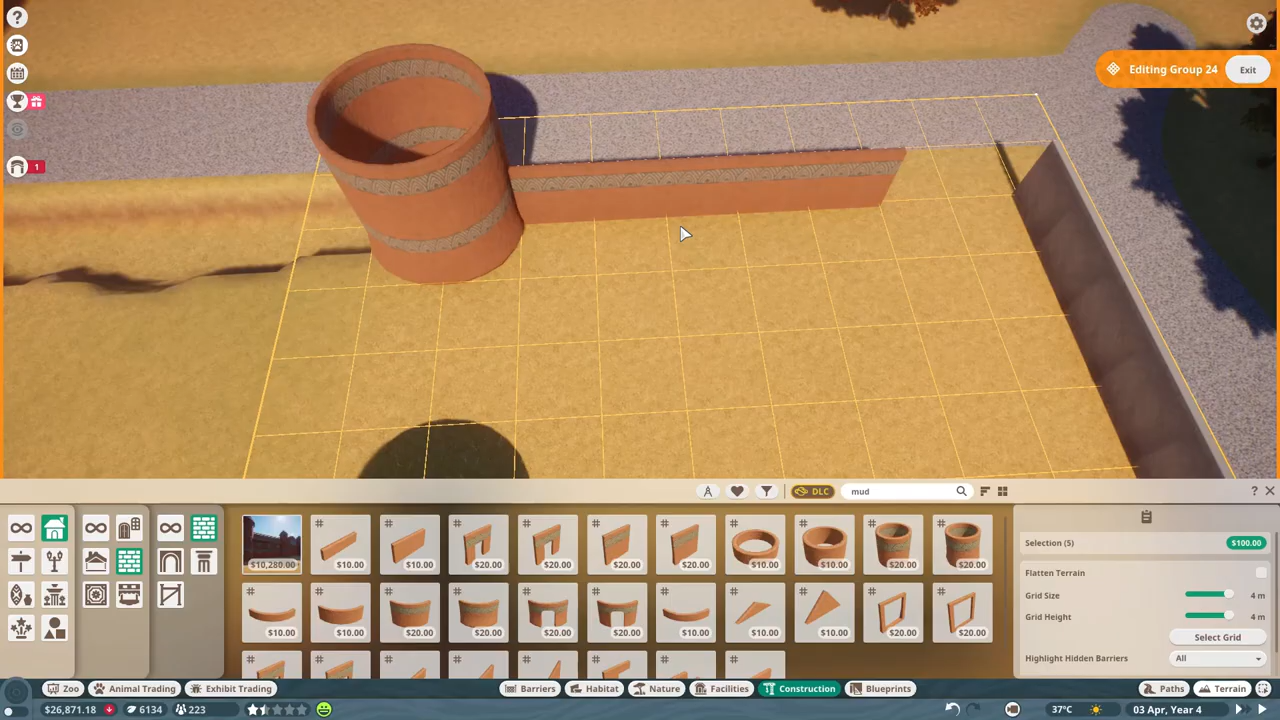 ?
Editing Group 24
Exit
1
DLC
mud
?
$10,280.00
$10.00
$10.00
$20.00
$20.00
$20.00
$20.00
$10.00
$10.00
$20.00
$20.00
$10.00
$10.00
$20.00
$20.00
$20.00
$20.00
$10.00
$10.00
$10.00
$20.00
$20.00
Selection (5)
$100.00
Flatten Terrain
Grid Size
4 m
Grid Height
4 m
Select Grid
Highlight Hidden Barriers
All
Zoo
Animal Trading
Exhibit Trading
Barriers
Habitat
Nature
Facilities
Construction
Blueprints
Paths
Terrain
$26,871.18
6134
223
37°C
03 Apr, Year 4